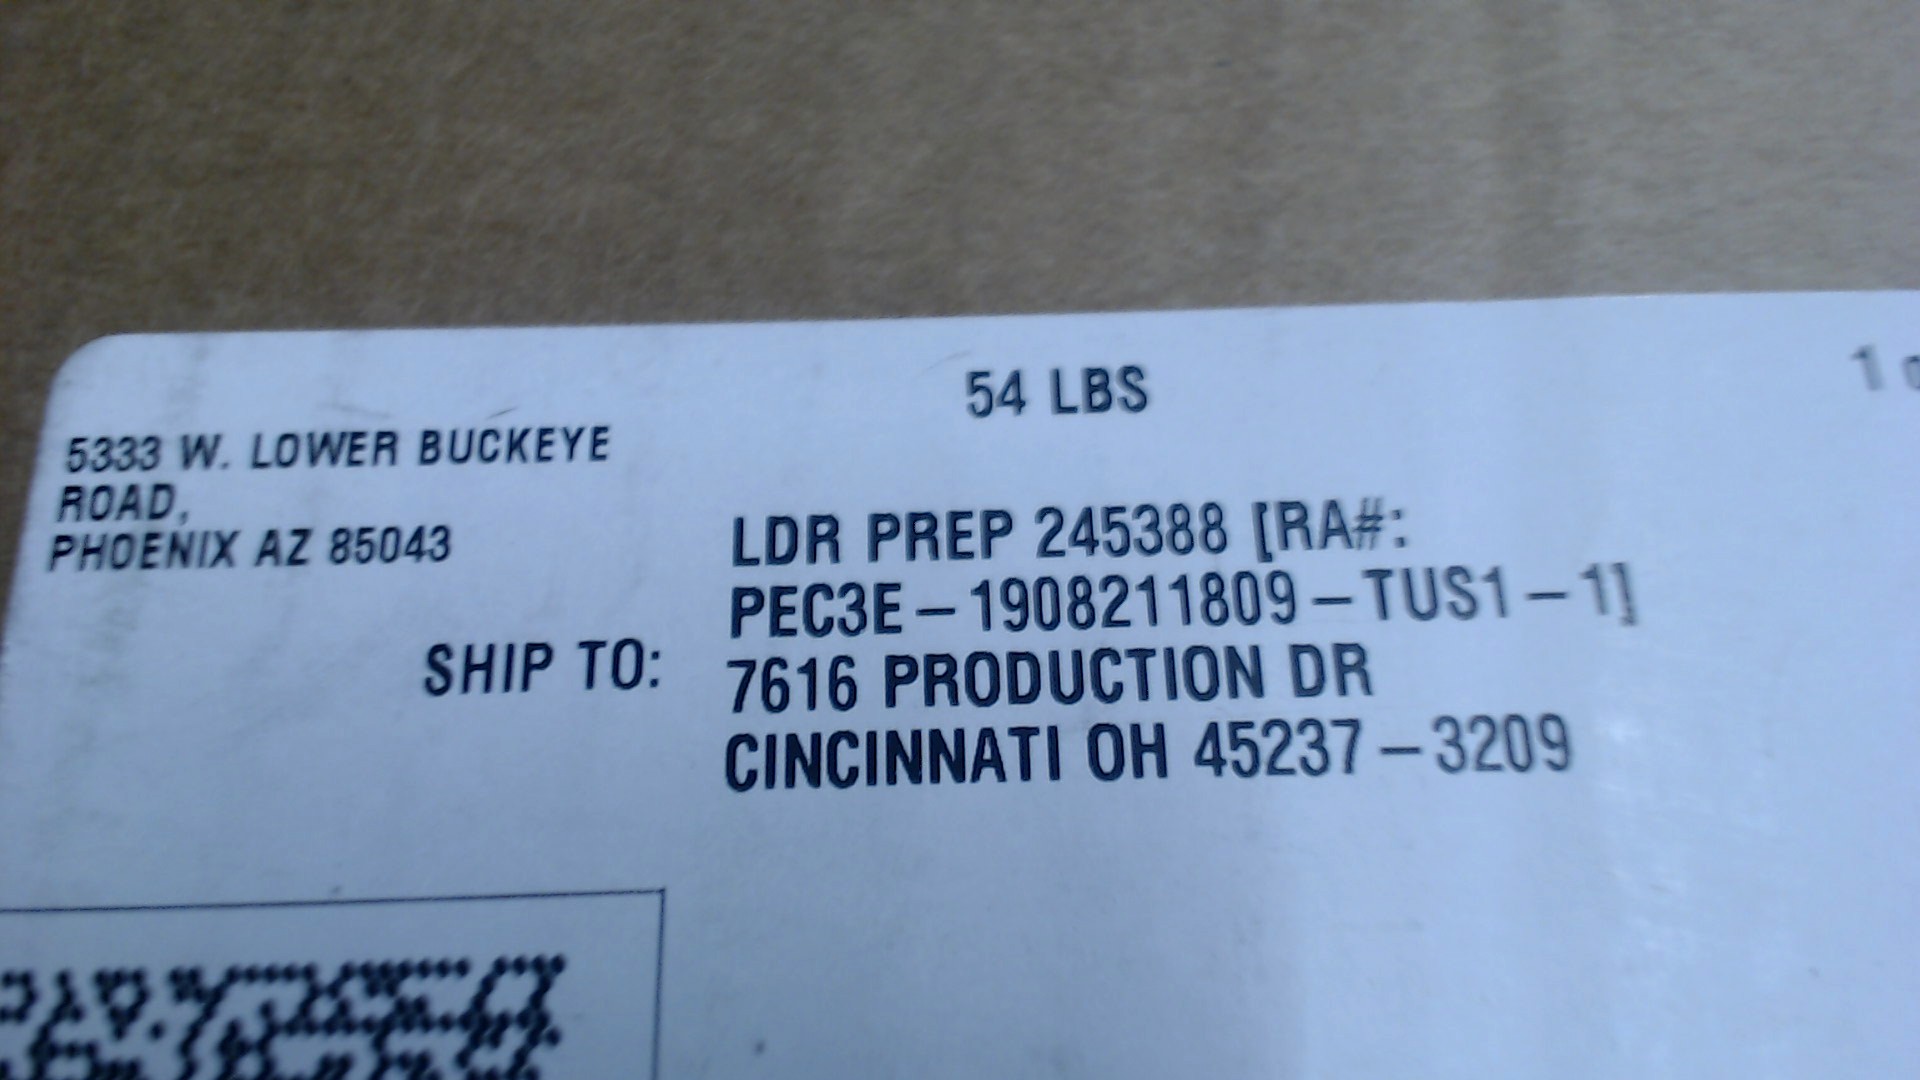 54 LBS
1
5333 W. LOWER BUCKEYE
ROAD,
PHOENIX AZ 85043
SHIP TO:
LDR PREP 245388 [RA#:
PEC3E-1908211809-TUS1-1]
7616 PRODUCTION DR
CINCINNATI OH 45237-3209